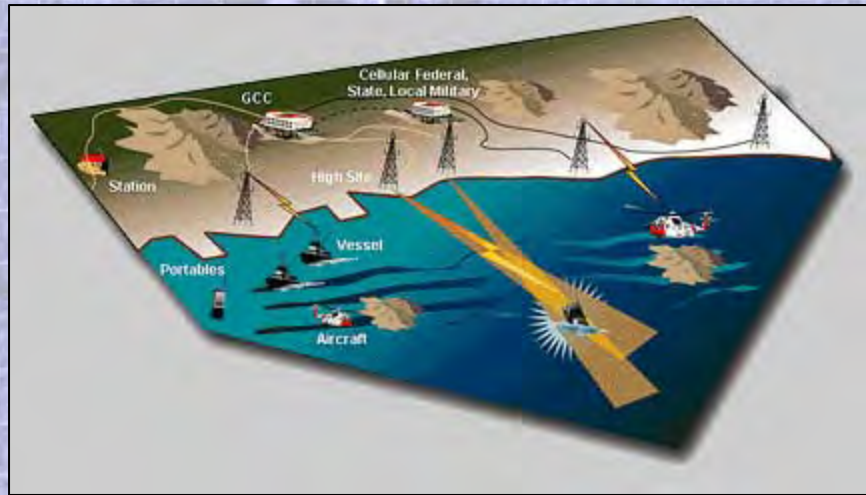 Cellular Federal,
State, Local Military
GCC
Station
High Site
Vessel
Portables
Aircraft